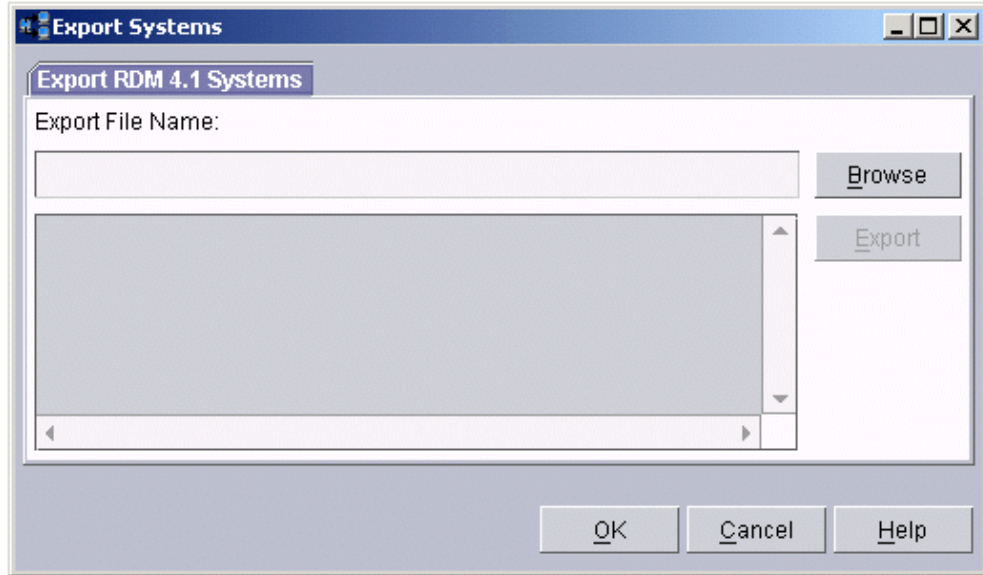 Export Systems
Export RDM 4.1 Systems
Export File Name:
Browse
Export
OK
Cancel
Help